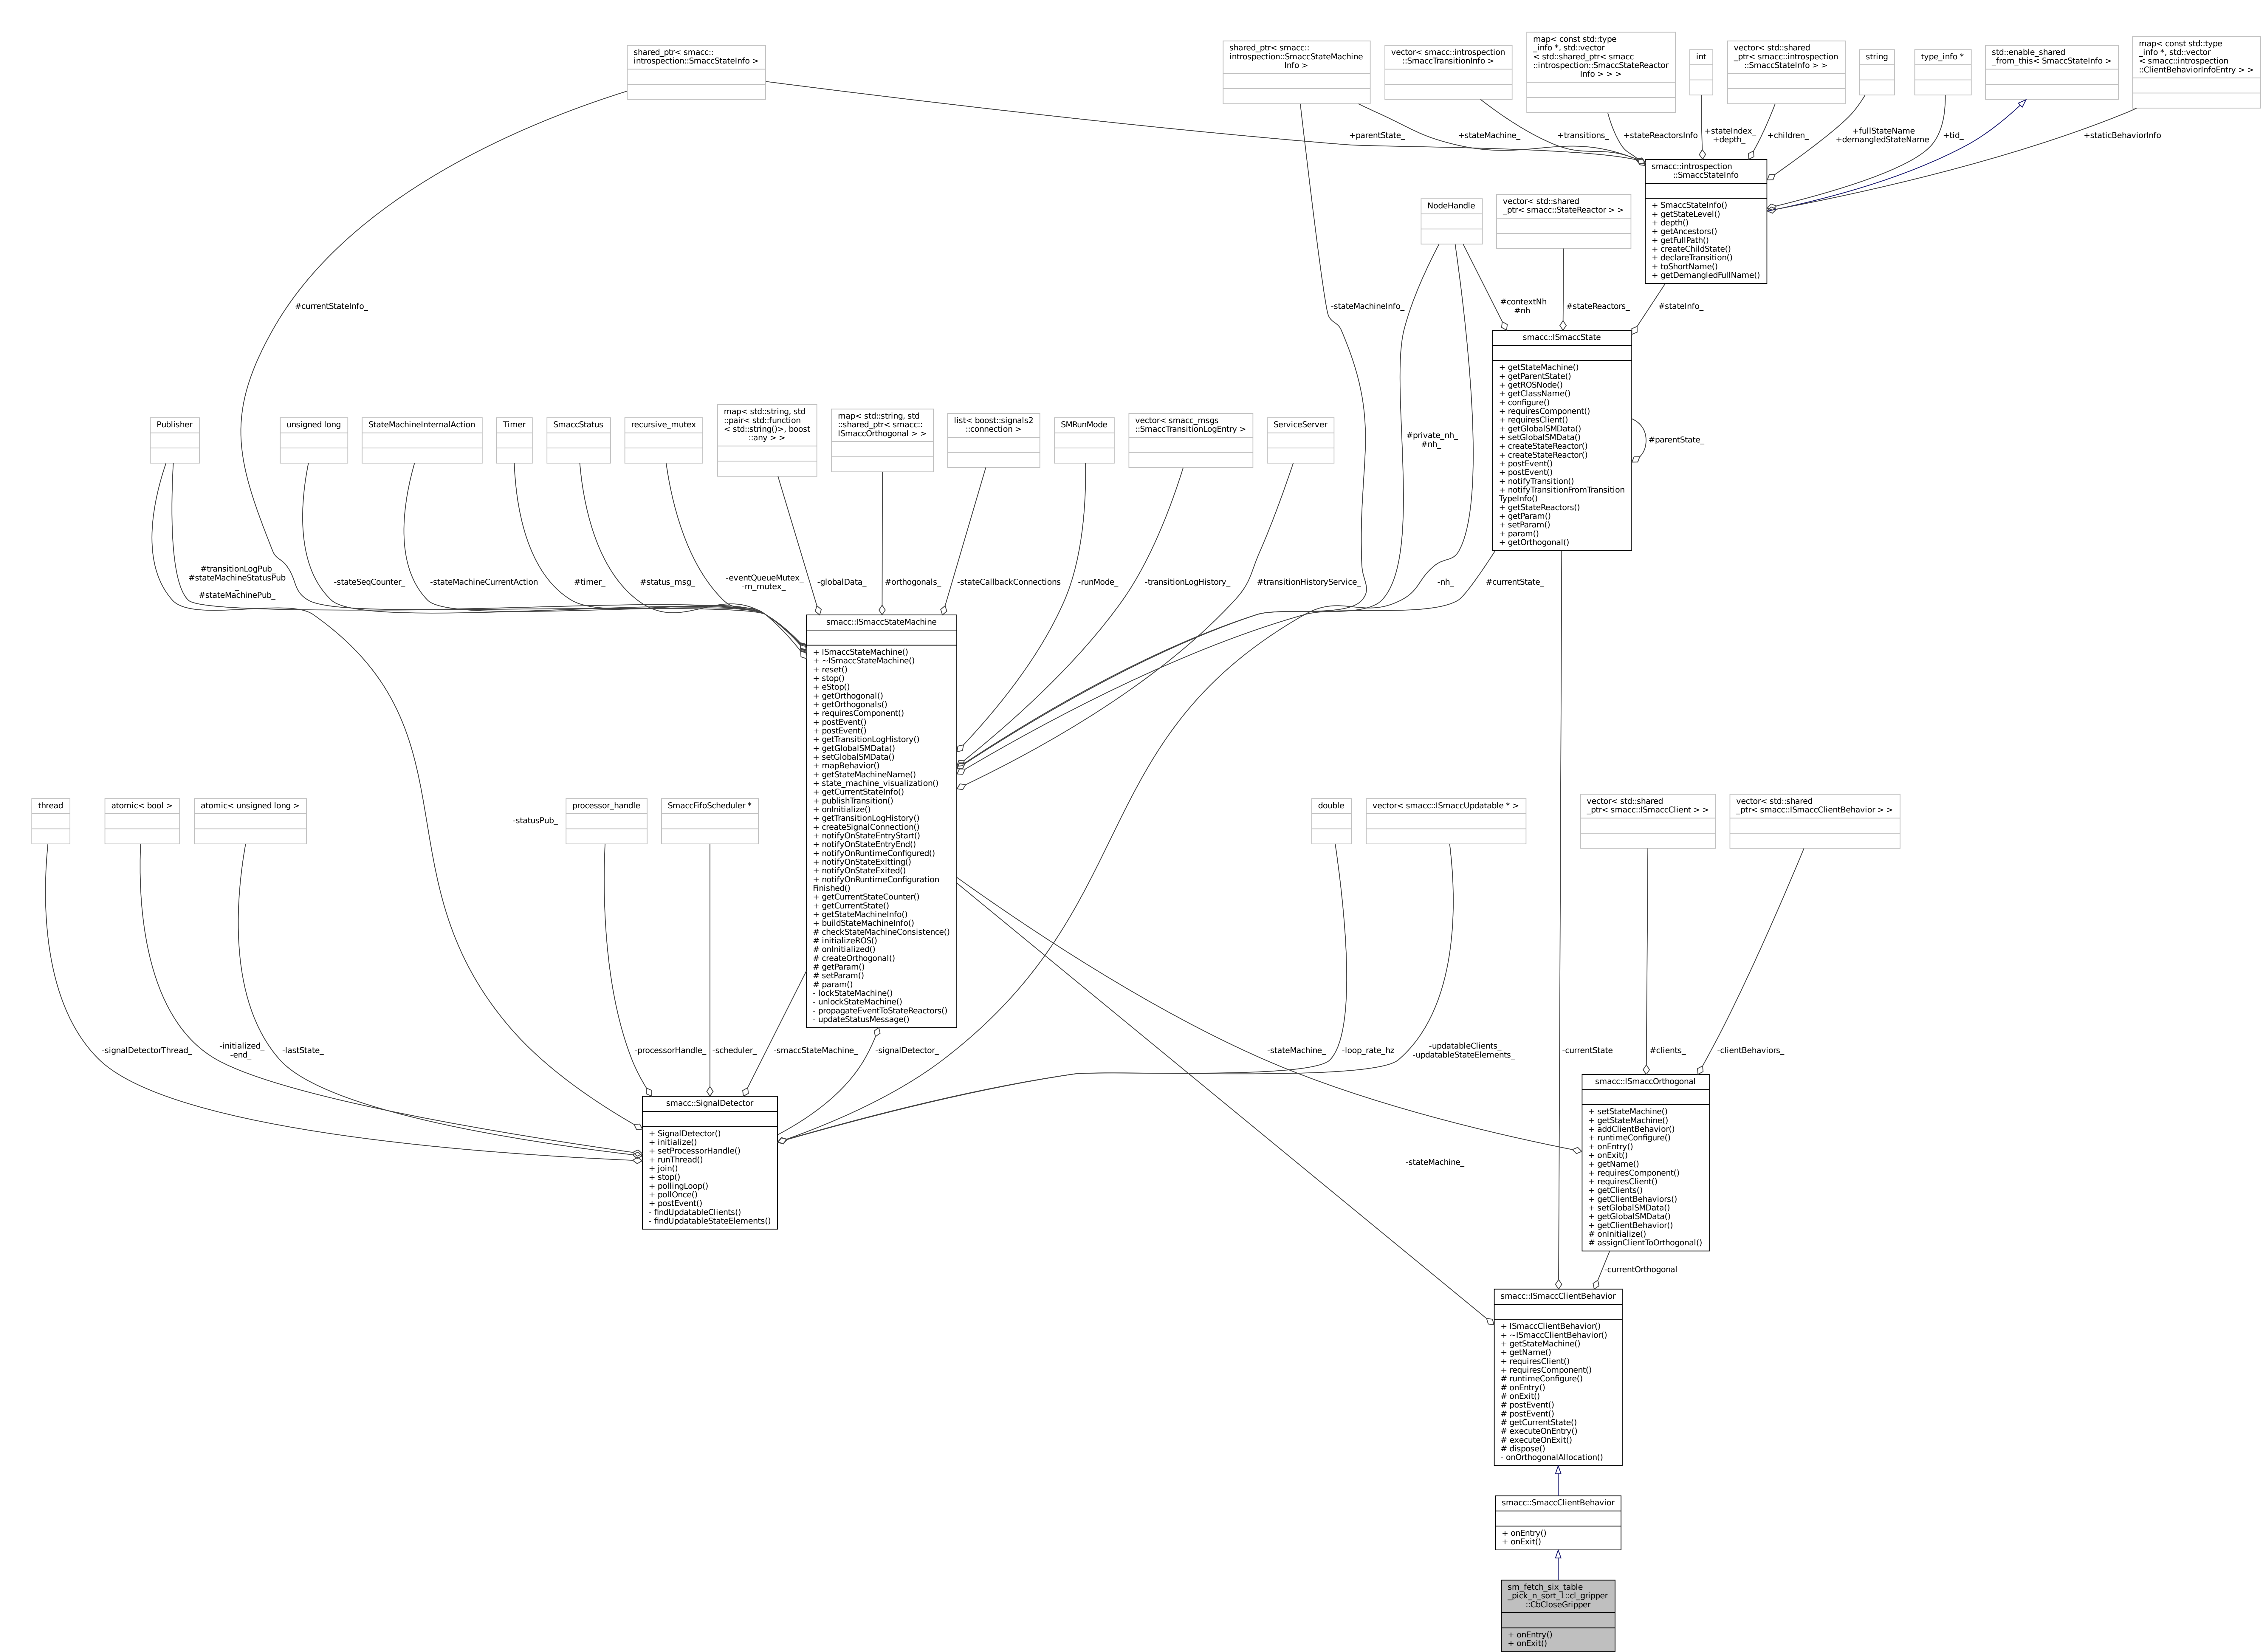 shared_ptr< smacc::
introspection::SmaccStateInfo >
shared_ptr< smacc::
introspection::SmaccStateMachine
Info >
vector< smacc::introspection
::SmaccTransitionInfo >
map< const std::type
_info *, std::vector
< std::shared_ptr< smacc
::introspection::SmaccStateReactor
Info > > >
int
vector< std::shared
_ptr< smacc::introspection
::SmaccStateInfo > >
string
type_info *
std::enable_shared
_from_this< SmaccStateInfo >
map< const std::type
_info *, std::vector
< smacc::introspection
::ClientBehaviorInfoEntry > >
+parentState_
+stateMachine_
+transitions_
+stateReactorsInfo
+stateIndex_
+depth_
+children_
+fullStateName
+demangledStateName
+tid_
+staticBehaviorInfo
smacc::introspection
::SmaccStateInfo
+ SmaccStateInfo()
+ getStateLevel()
+ depth()
+ getAncestors()
+ getFullPath()
+ createChildState()
+ declareTransition()
+ toShortName()
+ getDemangledFullName()
NodeHandle
vector< std::shared
_ptr< smacc::StateReactor > >
#currentStateInfo_
-stateMachineInfo_
#contextNh
#nh
#stateReactors_
#stateInfo_
smacc::ISmaccState
+ getStateMachine()
+ getParentState()
+ getROSNode()
+ getClassName()
+ configure()
+ requiresComponent()
+ requiresClient()
+ getGlobalSMData()
+ setGlobalSMData()
+ createStateReactor()
+ createStateReactor()
+ postEvent()
+ postEvent()
+ notifyTransition()
+ notifyTransitionFromTransition
TypeInfo()
+ getStateReactors()
+ getParam()
+ setParam()
+ param()
+ getOrthogonal()
#parentState_
Publisher
unsigned long
StateMachineInternalAction
Timer
SmaccStatus
recursive_mutex
map< std::string, std
::pair< std::function
< std::string()>, boost
::any > >
map< std::string, std
::shared_ptr< smacc::
ISmaccOrthogonal > >
list< boost::signals2
::connection >
SMRunMode
vector< smacc_msgs
::SmaccTransitionLogEntry >
ServiceServer
#private_nh_
#nh_
#transitionLogPub_
#stateMachineStatusPub
_
#stateMachinePub_
-stateSeqCounter_
-stateMachineCurrentAction
#timer_
#status_msg_
-eventQueueMutex_
-m_mutex_
-globalData_
#orthogonals_
-stateCallbackConnections
-runMode_
-transitionLogHistory_
#transitionHistoryService_
-nh_
#currentState_
smacc::ISmaccStateMachine
+ ISmaccStateMachine()
+ ~ISmaccStateMachine()
+ reset()
+ stop()
+ eStop()
+ getOrthogonal()
+ getOrthogonals()
+ requiresComponent()
+ postEvent()
+ postEvent()
+ getTransitionLogHistory()
+ getGlobalSMData()
+ setGlobalSMData()
+ mapBehavior()
+ getStateMachineName()
+ state_machine_visualization()
+ getCurrentStateInfo()
+ publishTransition()
+ onInitialize()
+ getTransitionLogHistory()
+ createSignalConnection()
+ notifyOnStateEntryStart()
+ notifyOnStateEntryEnd()
+ notifyOnRuntimeConfigured()
+ notifyOnStateExitting()
+ notifyOnStateExited()
+ notifyOnRuntimeConfiguration
Finished()
+ getCurrentStateCounter()
+ getCurrentState()
+ getStateMachineInfo()
+ buildStateMachineInfo()
# checkStateMachineConsistence()
# initializeROS()
# onInitialized()
# createOrthogonal()
# getParam()
# setParam()
# param()
- lockStateMachine()
- unlockStateMachine()
- propagateEventToStateReactors()
- updateStatusMessage()
thread
atomic< bool >
atomic< unsigned long >
-statusPub_
processor_handle
SmaccFifoScheduler *
double
vector< smacc::ISmaccUpdatable * >
vector< std::shared
_ptr< smacc::ISmaccClient > >
vector< std::shared
_ptr< smacc::ISmaccClientBehavior > >
-signalDetectorThread_
-initialized_
-end_
-lastState_
-processorHandle_
-scheduler_
-smaccStateMachine_
-signalDetector_
-stateMachine_
-loop_rate_hz
-updatableClients_
-updatableStateElements_
-currentState
#clients_
-clientBehaviors_
smacc::SignalDetector
+ SignalDetector()
+ initialize()
+ setProcessorHandle()
+ runThread()
+ join()
+ stop()
+ pollingLoop()
+ pollOnce()
+ postEvent()
- findUpdatableClients()
- findUpdatableStateElements()
smacc::ISmaccOrthogonal
+ setStateMachine()
+ getStateMachine()
+ addClientBehavior()
+ runtimeConfigure()
+ onEntry()
+ onExit()
+ getName()
+ requiresComponent()
+ requiresClient()
+ getClients()
+ getClientBehaviors()
+ setGlobalSMData()
+ getGlobalSMData()
+ getClientBehavior()
# onInitialize()
# assignClientToOrthogonal()
-stateMachine_
-currentOrthogonal
smacc::ISmaccClientBehavior
+ ISmaccClientBehavior()
+ ~ISmaccClientBehavior()
+ getStateMachine()
+ getName()
+ requiresClient()
+ requiresComponent()
# runtimeConfigure()
# onEntry()
# onExit()
# postEvent()
# postEvent()
# getCurrentState()
# executeOnEntry()
# executeOnExit()
# dispose()
- onOrthogonalAllocation()
smacc::SmaccClientBehavior
+ onEntry()
+ onExit()
sm_fetch_six_table
_pick_n_sort_1::cl_gripper
::CbCloseGripper
+ onEntry()
+ onExit()